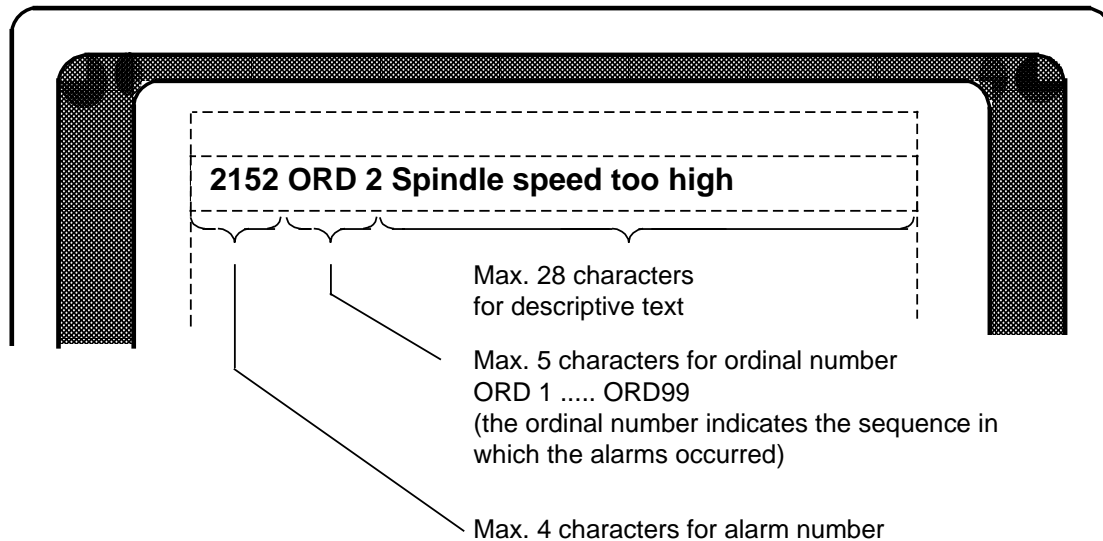 2152 ORD 2 Spindle speed too high
Max. 28 characters
for descriptive text
Max. 5 characters for ordinal number
ORD 1 ..... ORD99
(the ordinal number indicates the sequence in
which the alarms occurred)
Max. 4 characters for alarm number